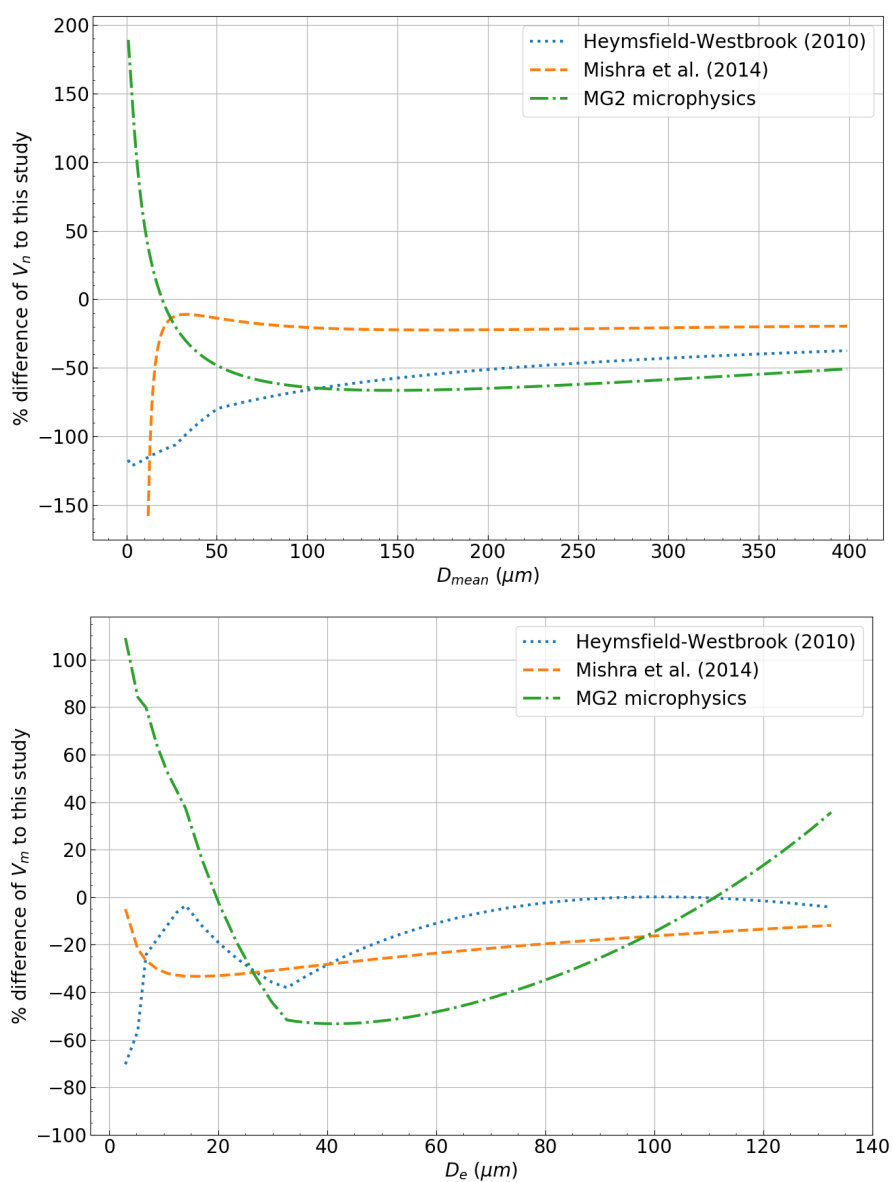 200
150
100
50
0
−50
−100
−150
% difference of Vn to this study
Heymsfield-Westbrook (2010)
Mishra et al. (2014)
MG2 microphysics
0 50 100 150 200 250 300 350 400
Dmean (μm)
100
80
60
40
20
0
−20
−40
−60
−80
−100
% difference of Vm to this study
Heymsfield-Westbrook (2010)
Mishra et al. (2014)
MG2 microphysics
0 20 40 60 80 100 120 140
De (μm)